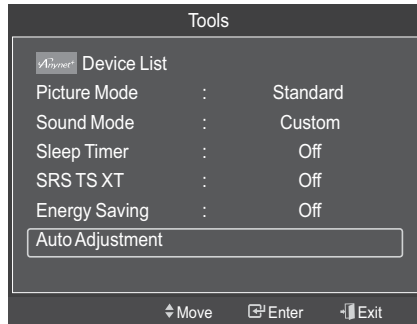 Tools
Anynet+ Device List
Picture Mode : Standard
Sound Mode : Custom
Sleep Timer : Off
SRS TS XT : Off
Energy Saving : Off
Auto Adjustment
Move Enter Exit